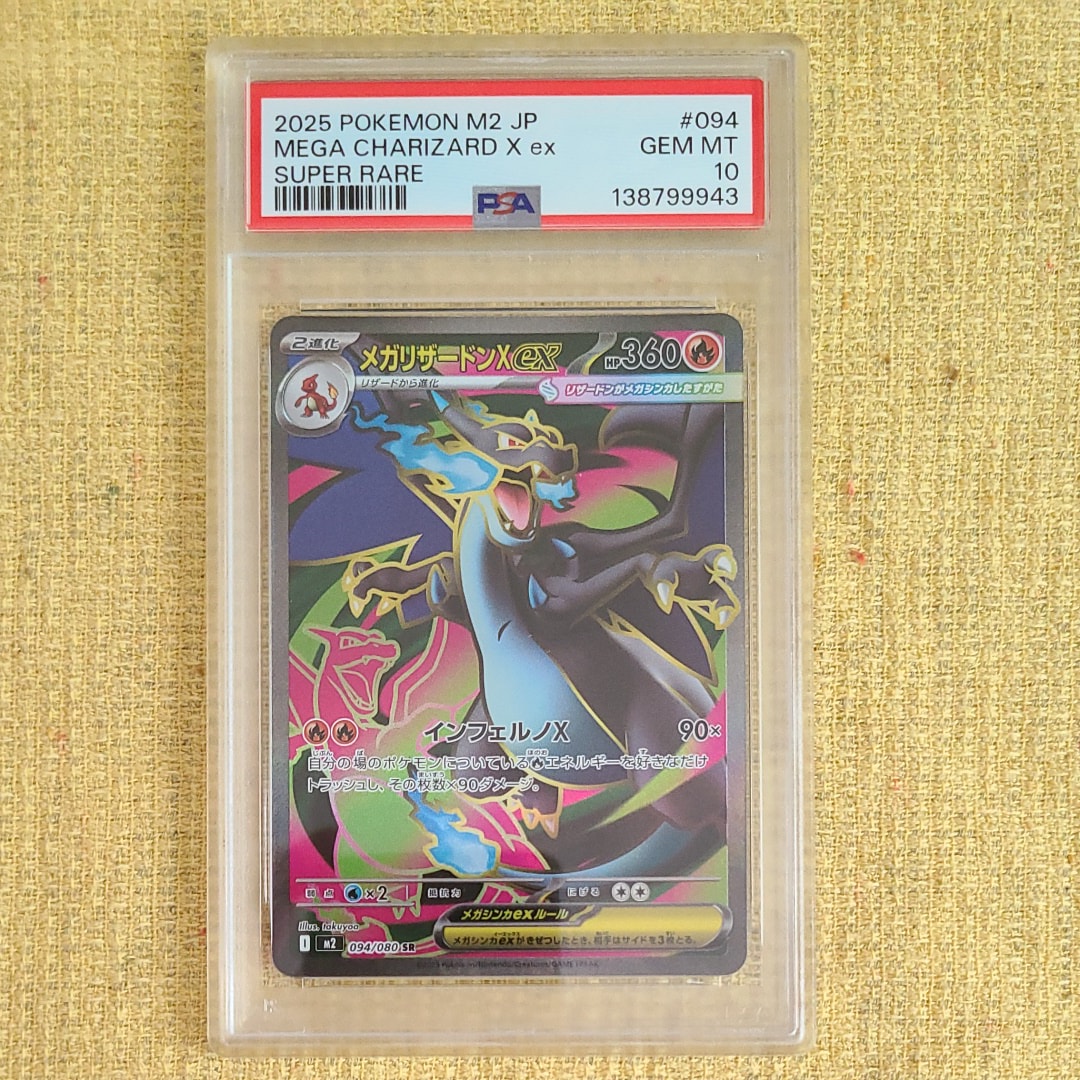 2025 POKEMON M2 JP #094
MEGA CHARIZARD X ex GEM MT
SUPER RARE 10
PSA 138799943
2進化 メガリザードンXex HP360
リザードから進化 リザードンがメガシンカしたすがた
インフェルノX 90×
自分の場のポケモンについているエネルギーを好きなだけ
トラッシュし、その枚数×90ダメージ。
弱点 ×2 抵抗力 にげる
メガシンカexルール
メガシンカexがきぜつしたとき、相手はサイドを3枚とる。
Illus. takuyoa
I M2 094/080 SR